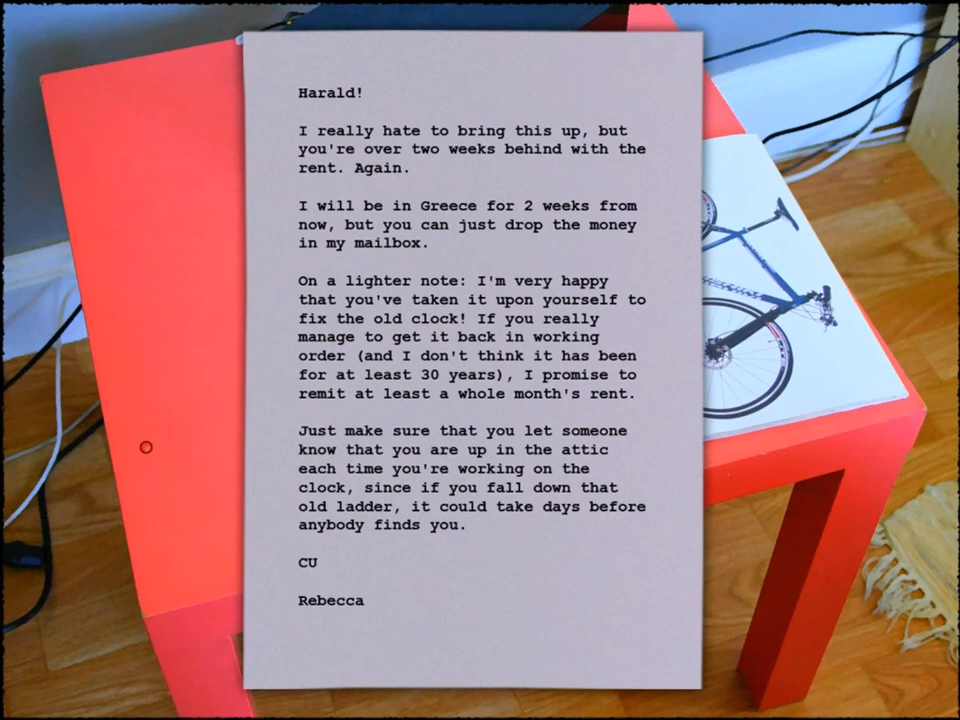 Harald!
I really hate to bring this up, but
you're over two weeks behind with the
rent. Again.
I will be in Greece for 2 weeks from
now, but you can just drop the money
in my mailbox.
On a lighter note: I'm very happy
that you've taken it upon yourself to
fix the old clock! If you really
manage to get it back in working
order (and I don't think it has been
for at least 30 years), I promise to
remit at least a whole month's rent.
Just make sure that you let someone
know that you are up in the attic
each time you're working on the
clock, since if you fall down that
old ladder, it could take days before
anybody finds you.
CU
Rebecca